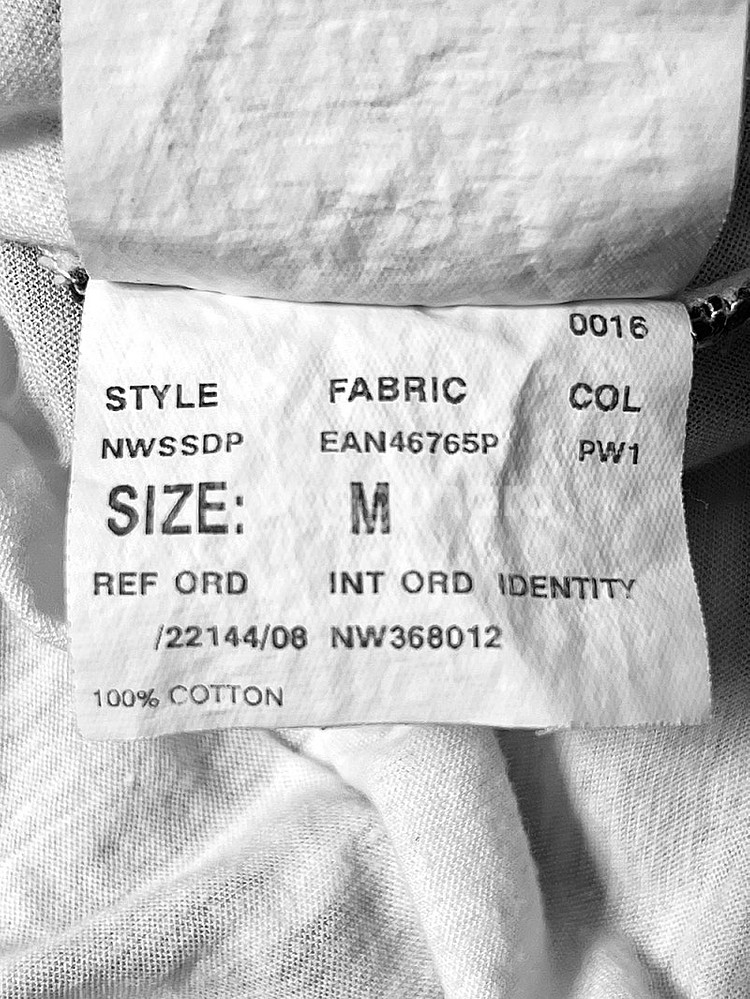 0016
STYLE FABRIC COL
NWSSDP EAN46765P PW1
SIZE: M
REF ORD INT ORD IDENTITY
/22144/08 NW368012
100% COTTON